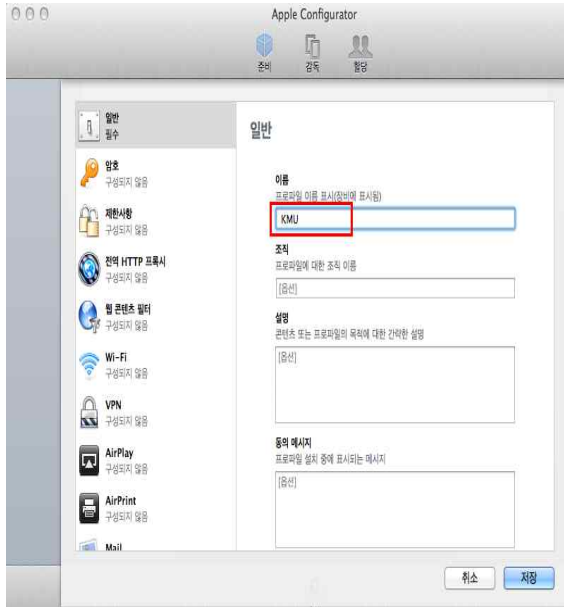 Apple Configurator
준비
감독
할당
일반
필수
암호
구성되지 않음
제한사항
구성되지 않음
전역 HTTP 프록시
구성되지 않음
웹 콘텐츠 필터
구성되지 않음
Wi-Fi
구성되지 않음
VPN
구성되지 않음
AirPlay
구성되지 않음
AirPrint
구성되지 않음
Mail
일반
이름
프로파일 이름 표시(장비에 표시됨)
KMU
조직
프로파일에 대한 조직 이름
[옵션]
설명
콘텐츠 또는 프로파일의 목적에 대한 간략한 설명
[옵션]
동의 메시지
프로파일 설치 중에 표시되는 메시지
[옵션]
취소
저장